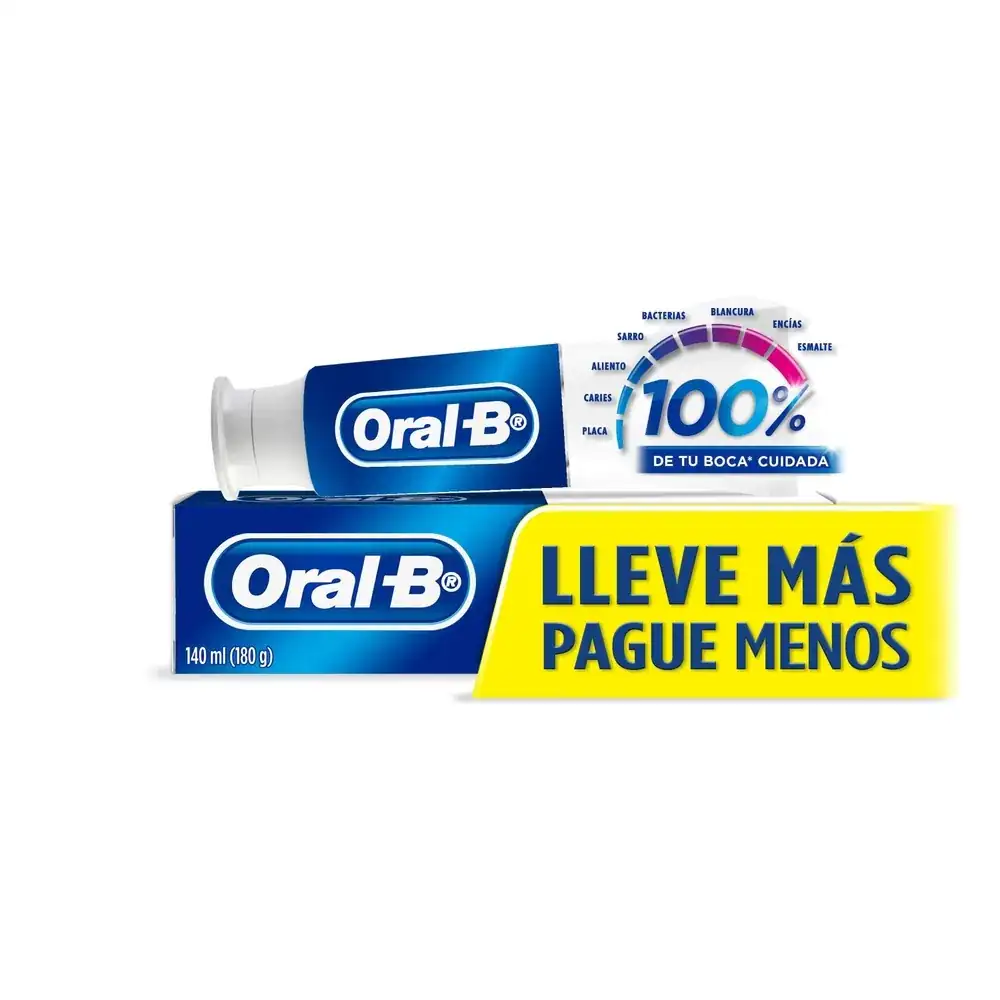 BACTERIAS
BLANCURA
ENCÍAS
SARRO
ESMALTE
ALIENTO
CARIES
PLACA
100%
DE TU BOCA* CUIDADA
Oral-B®
Oral-B®
140 ml (180 g)
LLEVE MÁS
PAGUE MENOS